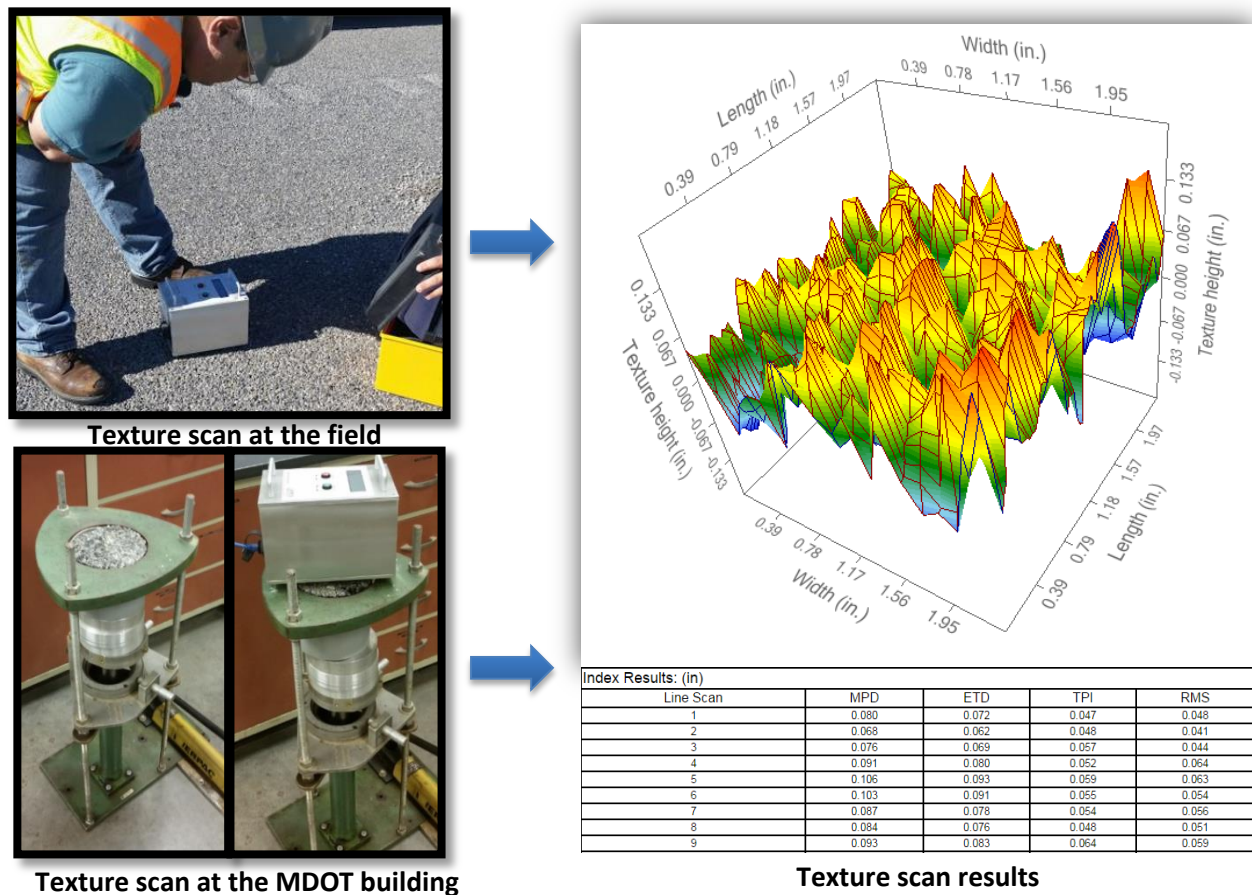 Texture scan at the field
Texture scan at the MDOT building
Width (in.)
0.39 0.78 1.17 1.56 1.95
Length (in.)
0.39 0.79 1.18 1.57 1.97
0.133 0.067 0.000 -0.067 -0.133
Texture height (in.)
0.133
0.067
0.000
-0.067
-0.133
Texture height (in.)
0.39 0.78 1.17 1.56 1.95
Width (in.)
0.39 0.79 1.18 1.57 1.97
Length (in.)
Index Results: (in)
Line Scan MPD ETD TPI RMS
1 0.080 0.072 0.047 0.048
2 0.068 0.062 0.048 0.041
3 0.076 0.069 0.057 0.044
4 0.091 0.080 0.052 0.064
5 0.106 0.093 0.059 0.063
6 0.103 0.091 0.055 0.054
7 0.087 0.078 0.054 0.056
8 0.084 0.076 0.048 0.051
9 0.093 0.083 0.064 0.059
Texture scan results